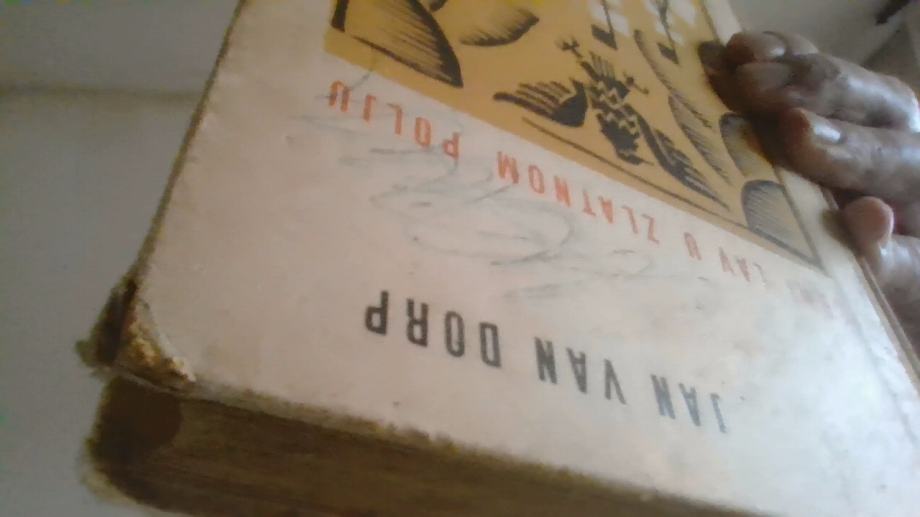 JAN VAN DORP
LAV U ZLATNOM POLJU